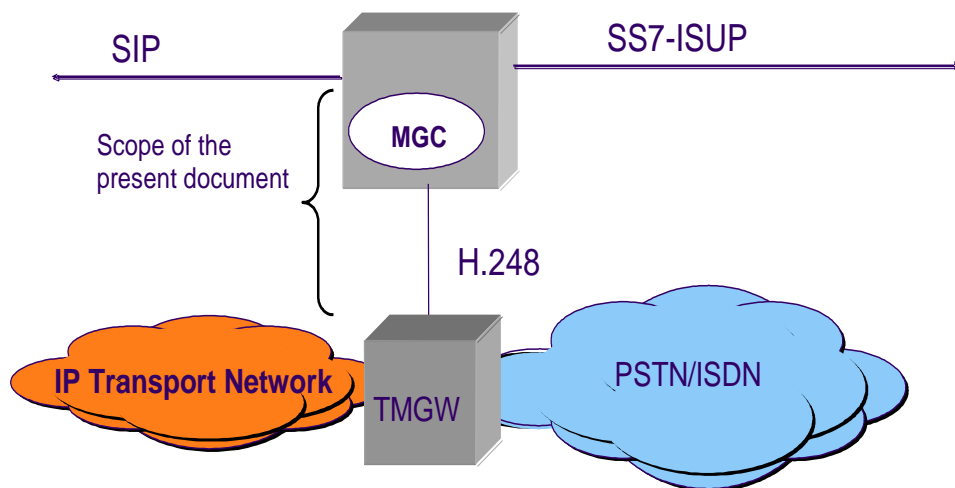 SIP
SS7-ISUP
MGC
Scope of the
present document
H.248
IP Transport Network
TMGW
PSTN/ISDN